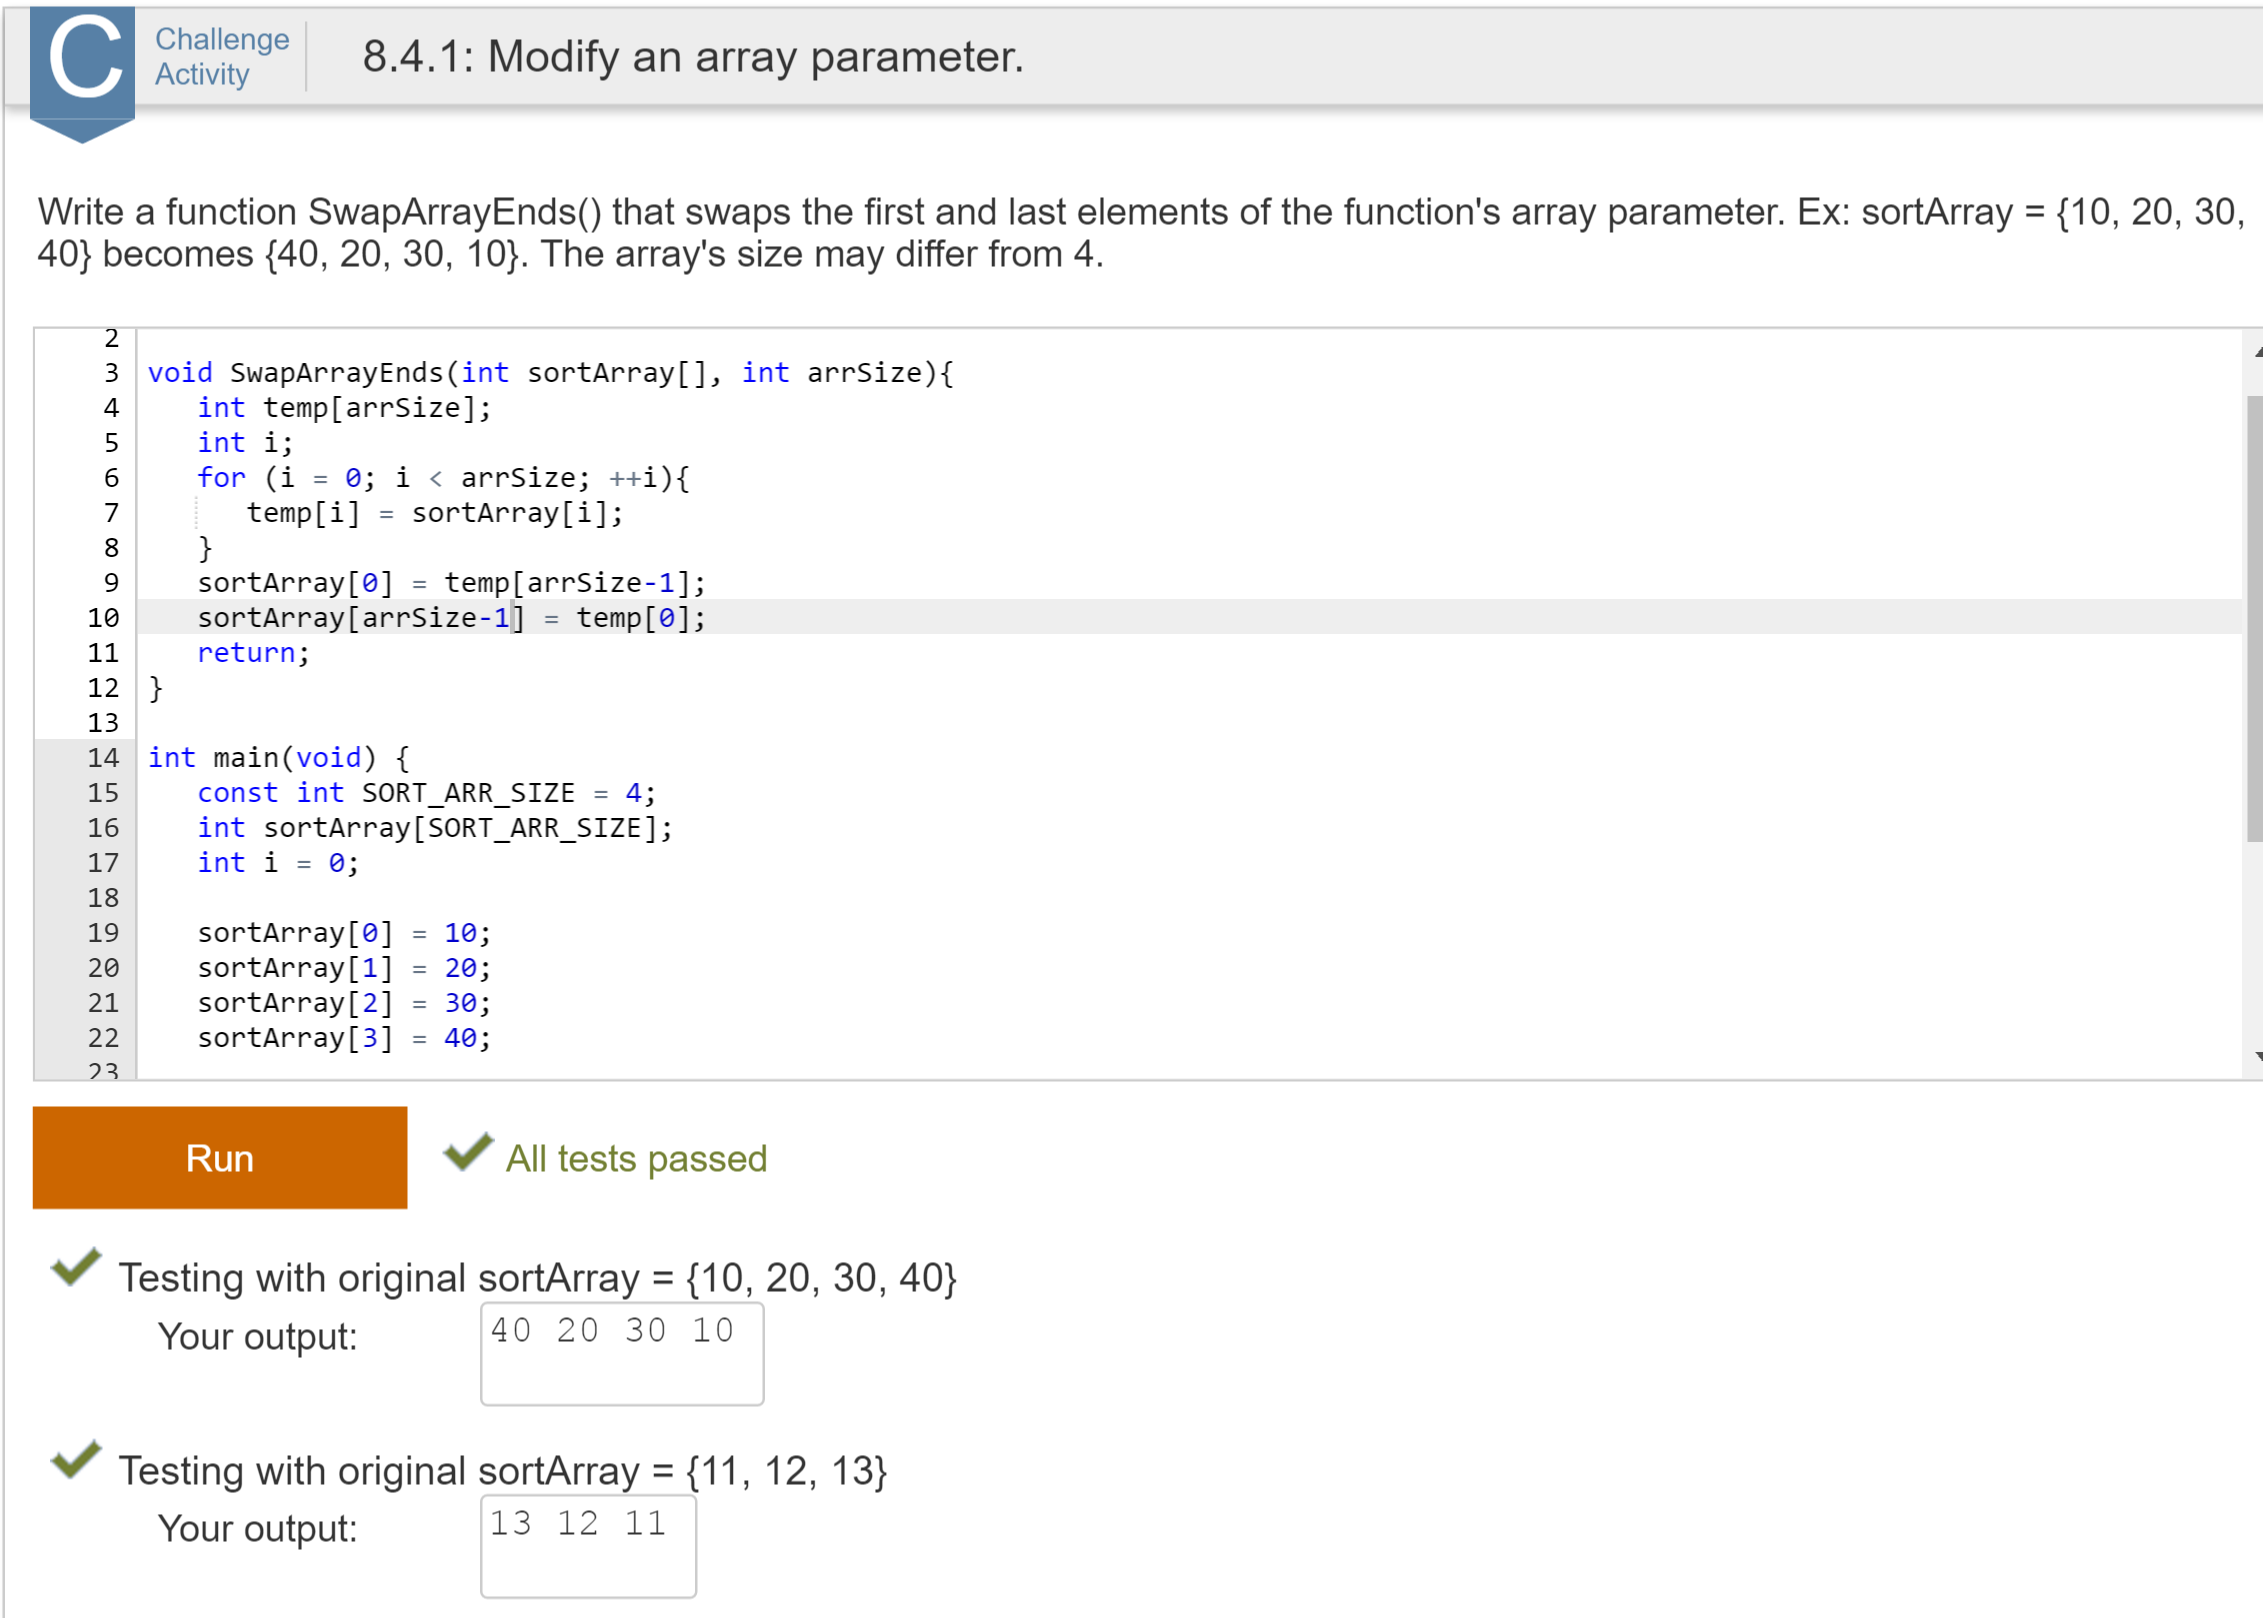 C
Challenge
Activity
8.4.1: Modify an array parameter.
Write a function SwapArrayEnds() that swaps the first and last elements of the function's array parameter. Ex: sortArray = {10, 20, 30,
40} becomes {40, 20, 30, 10}. The array's size may differ from 4.
2
3 void SwapArrayEnds(int sortArray[], int arrSize){
4    int temp[arrSize];
5    int i;
6    for (i = 0; i < arrSize; ++i){
7       temp[i] = sortArray[i];
8    }
9    sortArray[0] = temp[arrSize-1];
10    sortArray[arrSize-1] = temp[0];
11    return;
12 }
13
14 int main(void) {
15    const int SORT_ARR_SIZE = 4;
16    int sortArray[SORT_ARR_SIZE];
17    int i = 0;
18
19    sortArray[0] = 10;
20    sortArray[1] = 20;
21    sortArray[2] = 30;
22    sortArray[3] = 40;
23
Run
All tests passed
Testing with original sortArray = {10, 20, 30, 40}
Your output:
40 20 30 10
Testing with original sortArray = {11, 12, 13}
Your output:
13 12 11